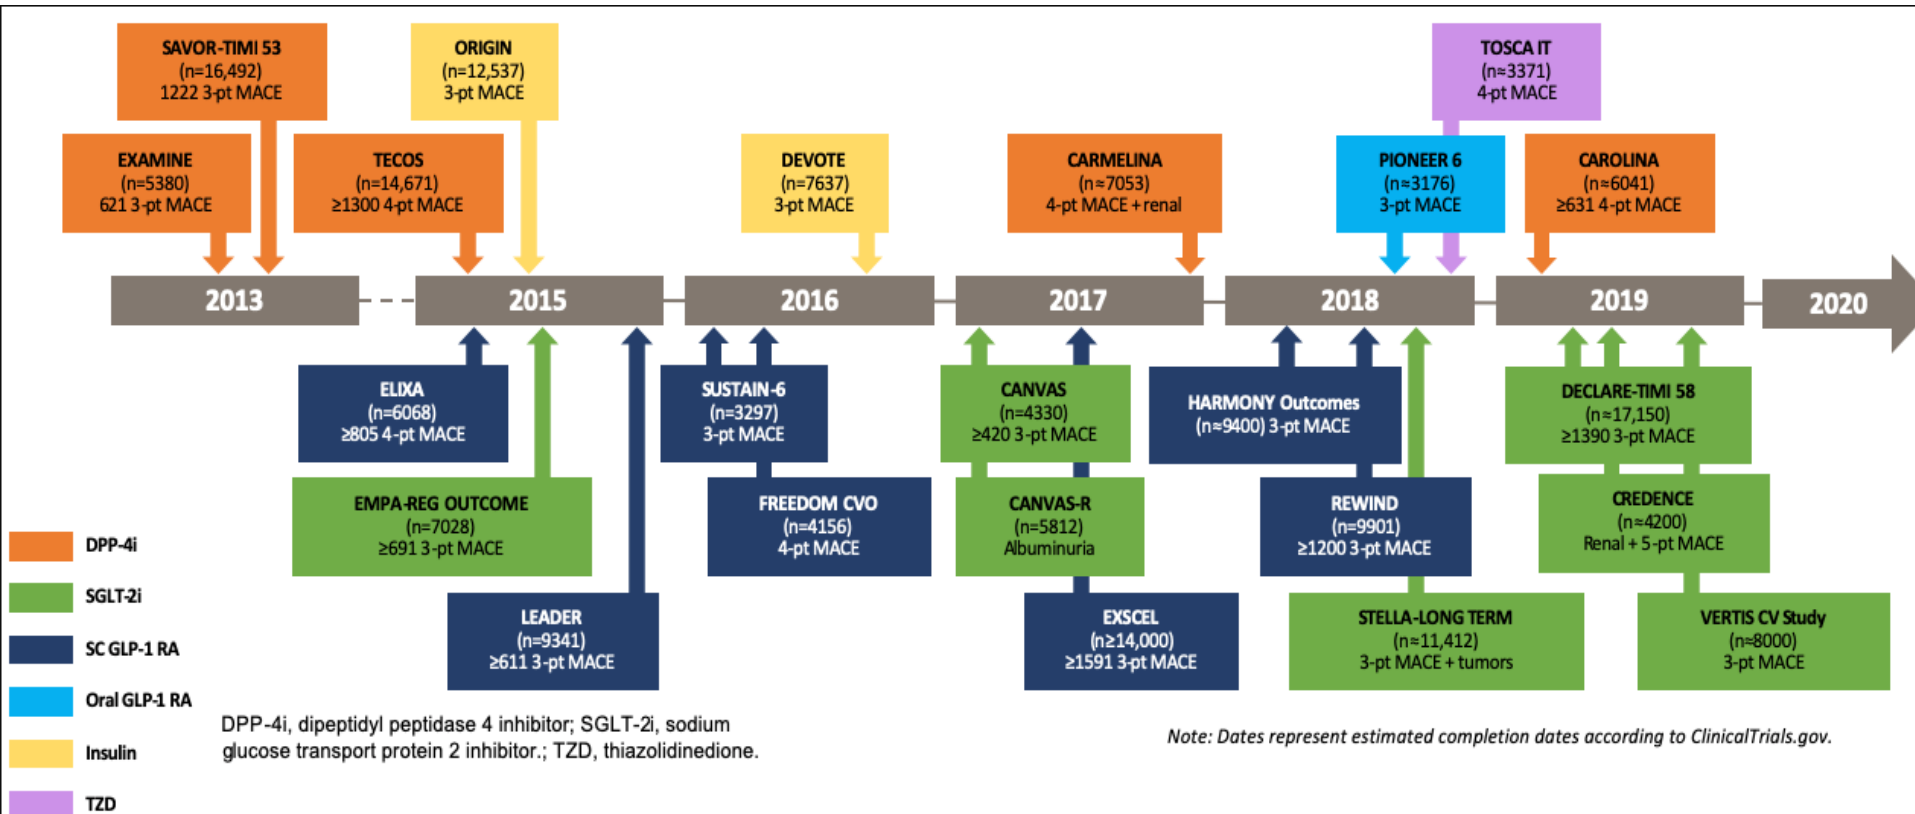 SAVOR-TIMI 53
(n=16,492)
1222 3-pt MACE
ORIGIN
(n=12,537)
3-pt MACE
TOSCA IT
(n≈3371)
4-pt MACE
EXAMINE
(n=5380)
621 3-pt MACE
TECOS
(n=14,671)
≥1300 4-pt MACE
DEVOTE
(n=7637)
3-pt MACE
CARMELINA
(n≈7053)
4-pt MACE + renal
PIONEER 6
(n≈3176)
3-pt MACE
CAROLINA
(n≈6041)
≥631 4-pt MACE
2013
2015
2016
2017
2018
2019
2020
ELIXA
(n=6068)
≥805 4-pt MACE
SUSTAIN-6
(n=3297)
3-pt MACE
CANVAS
(n=4330)
≥420 3-pt MACE
HARMONY Outcomes
(n≈9400) 3-pt MACE
DECLARE-TIMI 58
(n≈17,150)
≥1390 3-pt MACE
EMPA-REG OUTCOME
(n=7028)
≥691 3-pt MACE
FREEDOM CVO
(n=4156)
4-pt MACE
CANVAS-R
(n=5812)
Albuminuria
REWIND
(n=9901)
≥1200 3-pt MACE
CREDENCE
(n≈4200)
Renal + 5-pt MACE
LEADER
(n=9341)
≥611 3-pt MACE
EXSCEL
(n≥14,000)
≥1591 3-pt MACE
STELLA-LONG TERM
(n≈11,412)
3-pt MACE + tumors
VERTIS CV Study
(n≈8000)
3-pt MACE
DPP-4i
SGLT-2i
SC GLP-1 RA
Oral GLP-1 RA
Insulin
TZD
DPP-4i, dipeptidyl peptidase 4 inhibitor; SGLT-2i, sodium
glucose transport protein 2 inhibitor.; TZD, thiazolidinedione.
Note: Dates represent estimated completion dates according to ClinicalTrials.gov.